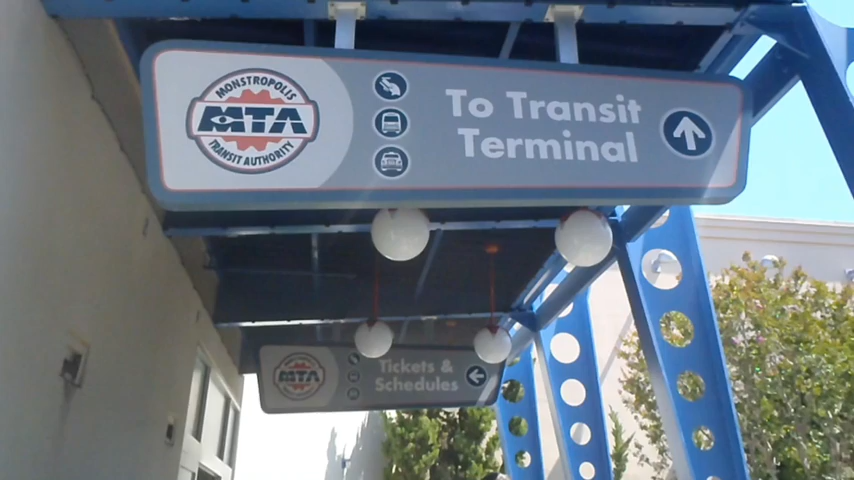 MONSTROPOLIS
MTA
TRANSIT AUTHORITY
To Transit
Terminal
MTA
Tickets &
Schedules